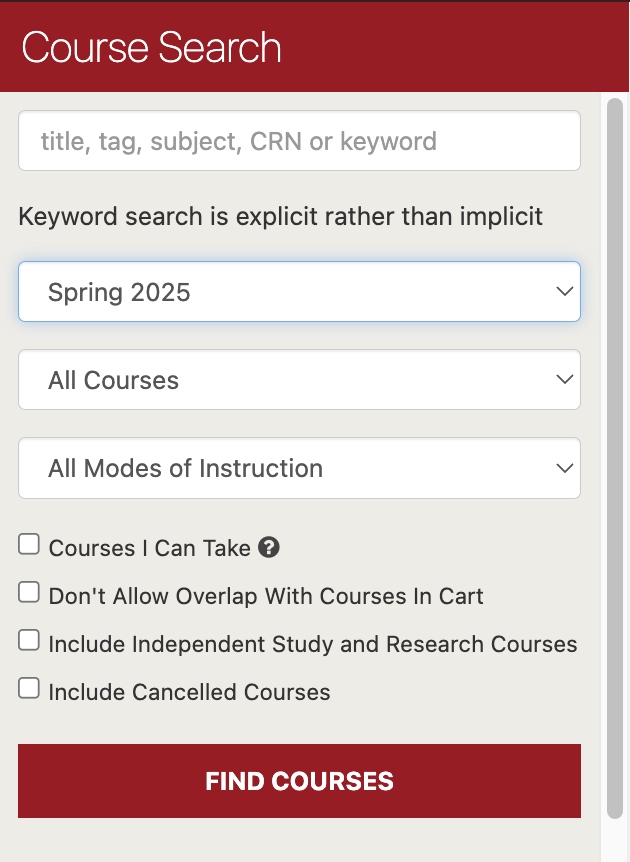 Course Search
title, tag, subject, CRN or keyword
Keyword search is explicit rather than implicit
Spring 2025
All Courses
All Modes of Instruction
Courses I Can Take ?
Don't Allow Overlap With Courses In Cart
Include Independent Study and Research Courses
Include Cancelled Courses
FIND COURSES